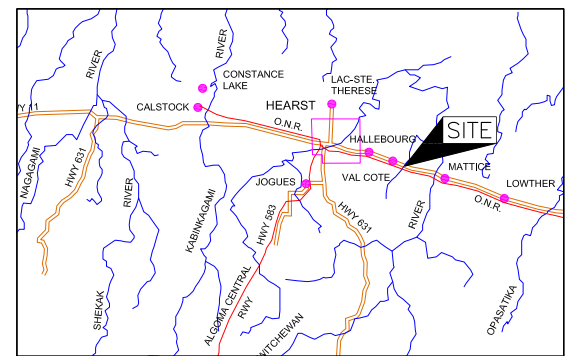 RIVER
RIVER
CONSTANCE
LAKE
LAC-STE.
THERESE
Y 11
CALSTOCK
HEARST
O.N.R.
HALLEBOURG
SITE
NAGAGAMI
HWY 631
RIVER
JOGUES
VAL COTE
MATTICE
LOWTHER
O.N.R.
KABINKAGAMI
HWY 583
HWY 631
RIVER
SHEKAK
ALGOMA CENTRAL
RWY
WITCHEWAN
OPASATIKA